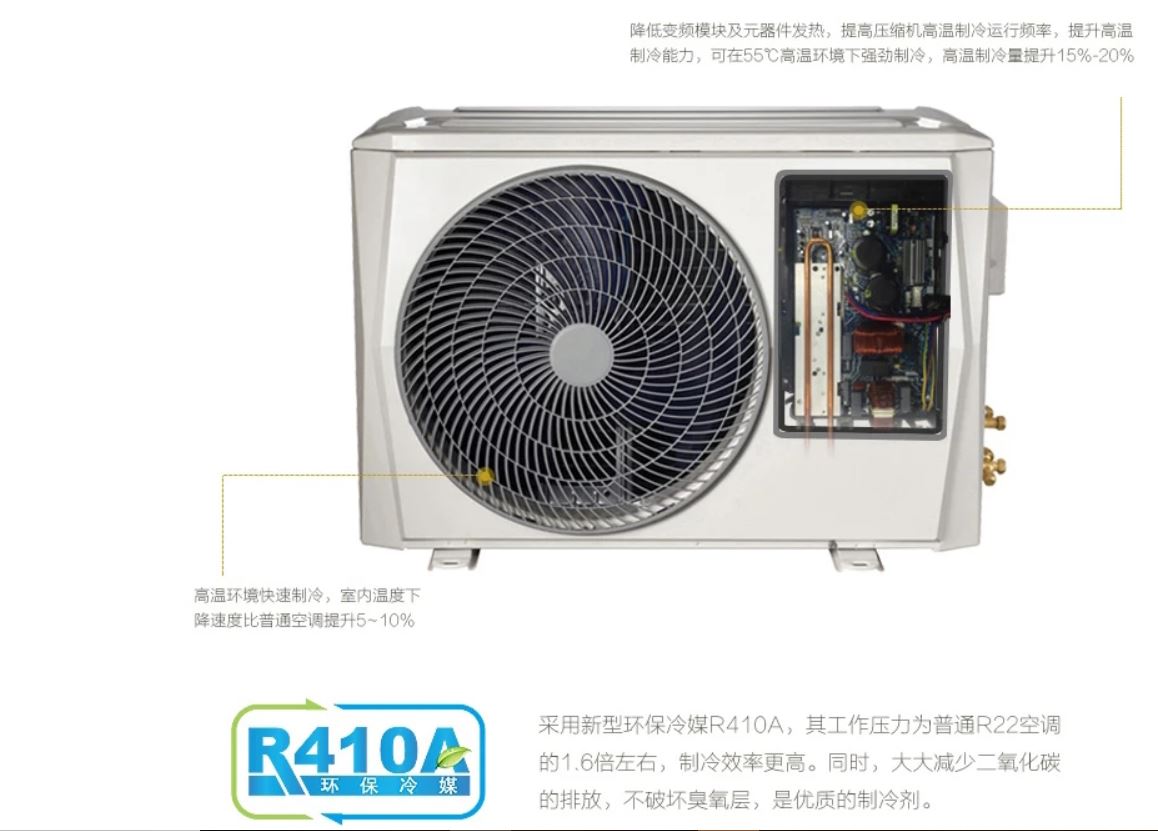 降低变频模块及元器件发热，提高压缩机高温制冷运行频率，提升高温
制冷能力，可在55℃高温环境下强劲制冷，高温制冷量提升15%-20%
高温环境快速制冷，室内温度下
降速度比普通空调提升5~10%
R410A
环保冷媒
采用新型环保冷媒R410A，其工作压力为普通R22空调
的1.6倍左右，制冷效率更高。同时，大大减少二氧化碳
的排放，不破坏臭氧层，是优质的制冷剂。